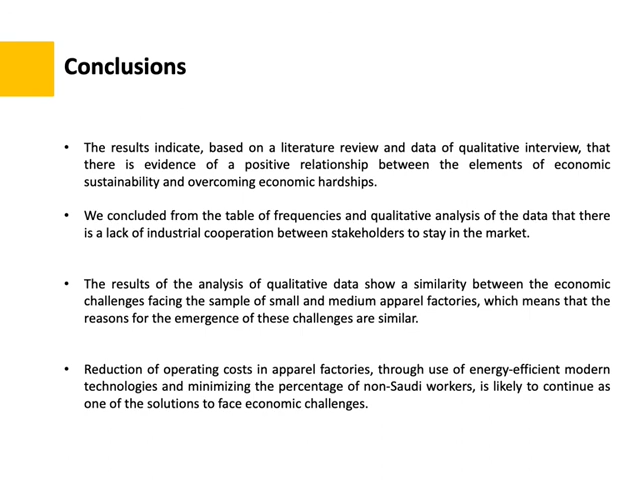 Conclusions
• The results indicate, based on a literature review and data of qualitative interview, that
there is evidence of a positive relationship between the elements of economic
sustainability and overcoming economic hardships.
• We concluded from the table of frequencies and qualitative analysis of the data that there
is a lack of industrial cooperation between stakeholders to stay in the market.
• The results of the analysis of qualitative data show a similarity between the economic
challenges facing the sample of small and medium apparel factories, which means that the
reasons for the emergence of these challenges are similar.
• Reduction of operating costs in apparel factories, through use of energy-efficient modern
technologies and minimizing the percentage of non-Saudi workers, is likely to continue as
one of the solutions to face economic challenges.